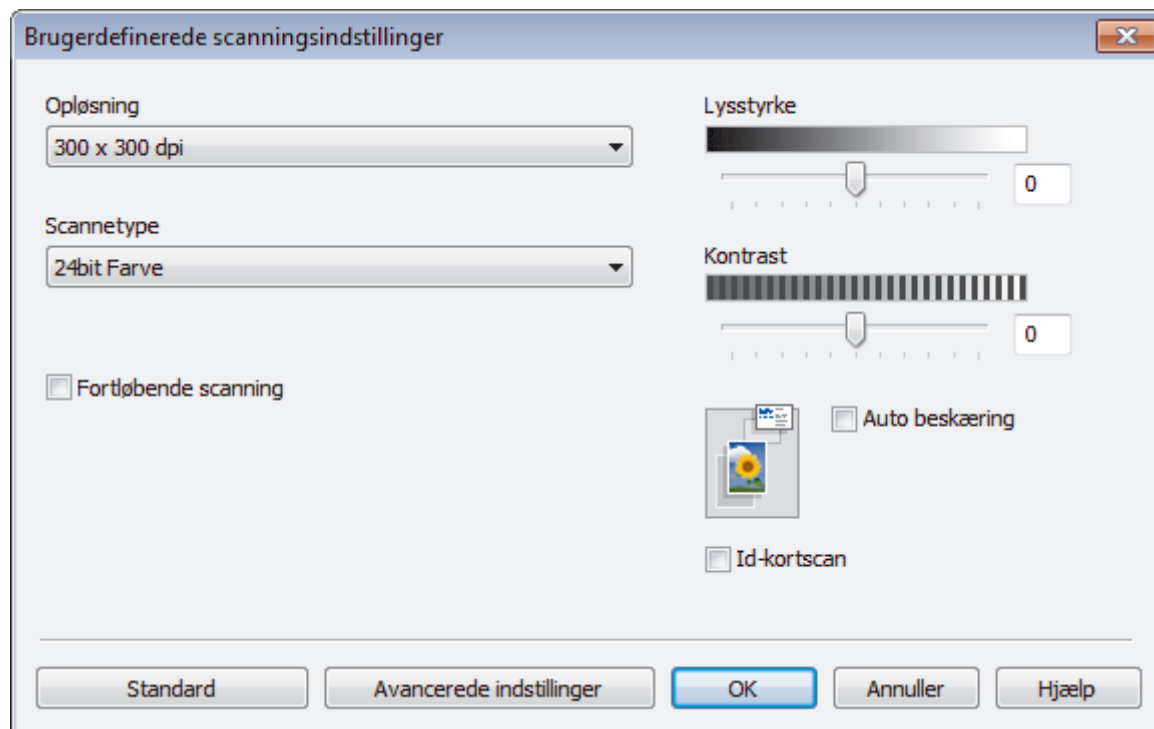 Brugerdefinerede scanningsindstillinger
Opløsning
300 x 300 dpi
Scannetype
24bit Farve
Fortløbende scanning
Lysstyrke
0
Kontrast
0
Auto beskæring
Id-kortscan
Standard
Avancerede indstillinger
OK
Annuller
Hjælp